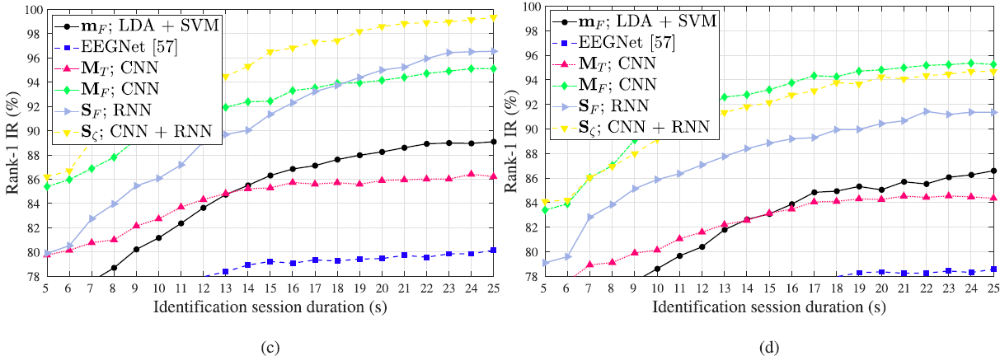 100
98
96
94
92
90
88
86
84
82
80
78
Rank-1 IR (%)
m_F; LDA + SVM
EEGNet [57]
M_T; CNN
M_F; CNN
S_F; RNN
S_ζ; CNN + RNN
5 6 7 8 9 10 11 12 13 14 15 16 17 18 19 20 21 22 23 24 25
Identification session duration (s)
(c)
100
98
96
94
92
90
88
86
84
82
80
78
Rank-1 IR (%)
m_F; LDA + SVM
EEGNet [57]
M_T; CNN
M_F; CNN
S_F; RNN
S_ζ; CNN + RNN
5 6 7 8 9 10 11 12 13 14 15 16 17 18 19 20 21 22 23 24 25
Identification session duration (s)
(d)